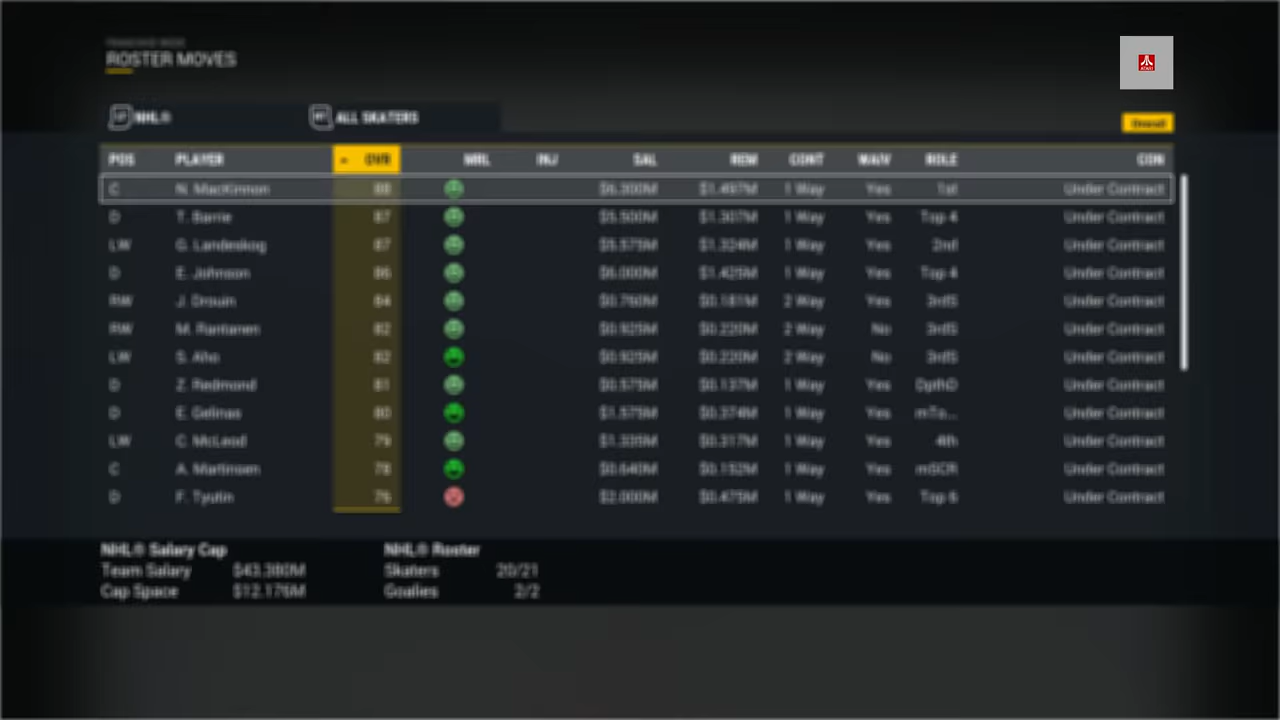 ROSTER MOVES
NHL® ALL SKATERS
Overall
POS PLAYER OVR MRL INJ SAL REM CONT WAIV ROLE CON
C N. MacKinnon 88 $6.300M $1.497M 1 Way Yes 1st Under Contract
D T. Barrie 87 $5.500M $1.307M 1 Way Yes Top 4 Under Contract
LW G. Landeskog 87 $5.575M $1.324M 1 Way Yes 2nd Under Contract
D E. Johnson 86 $6.000M $1.425M 1 Way Yes Top 4 Under Contract
RW J. Drouin 84 $0.760M $0.181M 2 Way Yes 3rdS Under Contract
RW M. Rantanen 82 $0.925M $0.220M 2 Way No 3rdS Under Contract
LW S. Aho 82 $0.925M $0.220M 2 Way No 3rdS Under Contract
D Z. Redmond 81 $0.575M $0.137M 1 Way Yes DpthD Under Contract
D E. Gelinas 80 $1.575M $0.374M 1 Way Yes mTo... Under Contract
LW C. McLeod 79 $1.335M $0.317M 1 Way Yes 4th Under Contract
C A. Martinsen 78 $0.640M $0.152M 1 Way Yes mSCR Under Contract
D F. Tyutin 76 $2.000M $0.475M 1 Way Yes Top 6 Under Contract
NHL® Salary Cap NHL® Roster
Team Salary $43.380M Skaters 20/21
Cap Space $12.176M Goalies 2/2